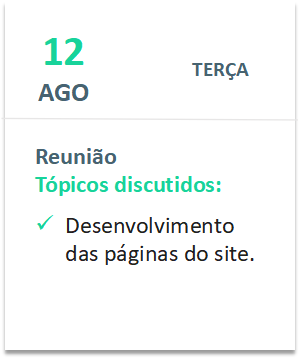 12
AGO
TERÇA
Reunião
Tópicos discutidos:
✓ Desenvolvimento
das páginas do site.